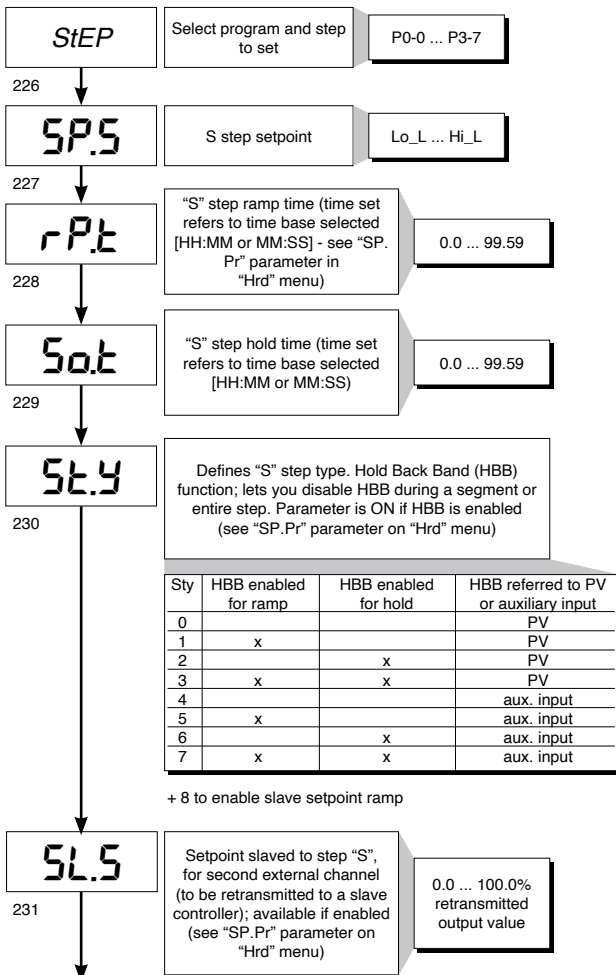 StEP
Select program and step
to set
P0-0 ... P3-7
226
SP.S
S step setpoint
Lo_L ... Hi_L
227
rP.t
“S” step ramp time (time set
refers to time base selected
[HH:MM or MM:SS] - see “SP.
Pr” parameter in
“Hrd” menu)
0.0 ... 99.59
228
So.t
“S” step hold time (time set
refers to time base selected
[HH:MM or MM:SS)
0.0 ... 99.59
229
St.Y
Defines “S” step type. Hold Back Band (HBB)
function; lets you disable HBB during a segment or
entire step. Parameter is ON if HBB is enabled
(see “SP.Pr” parameter on “Hrd” menu)
230
Sty HBB enabled for ramp HBB enabled for hold HBB referred to PV or auxiliary input
0 PV
1 x PV
2 x PV
3 x x PV
4 aux. input
5 x aux. input
6 x aux. input
7 x x aux. input
+ 8 to enable slave setpoint ramp
SL.S
Setpoint slaved to step “S”,
for second external channel
(to be retransmitted to a slave
controller); available if enabled
(see “SP.Pr” parameter on
“Hrd” menu)
0.0 ... 100.0%
retransmitted
output value
231